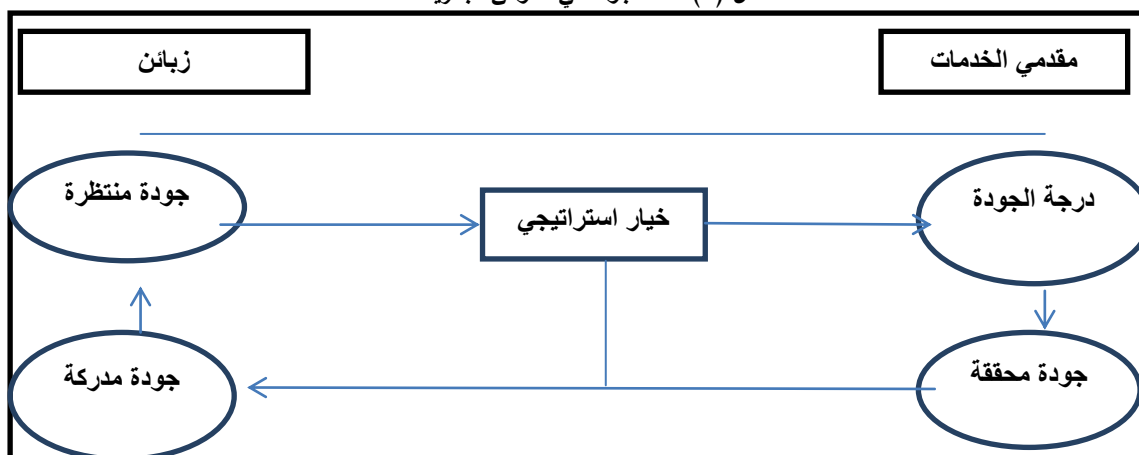 مقدمي الخدمات
زبائن
درجة الجودة
خيار استراتيجي
جودة منتظرة
جودة محققة
جودة مدركة